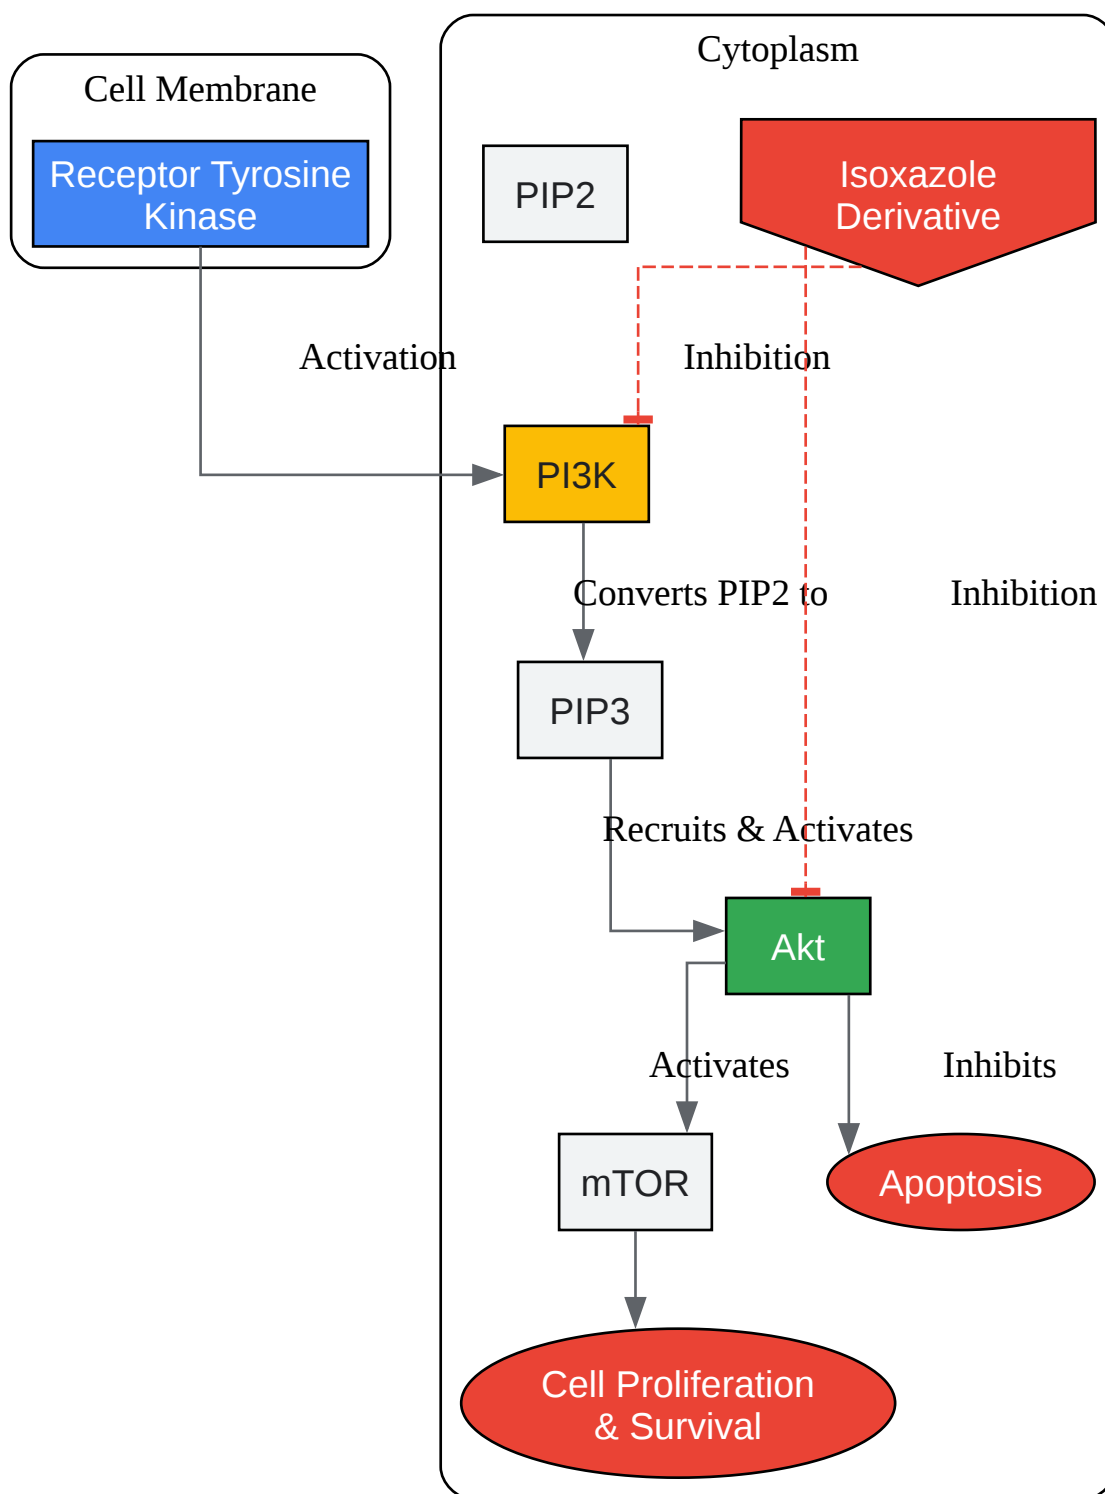 Cytoplasm
Cell Membrane
Receptor Tyrosine
Kinase
PIP2
Isoxazole
Derivative
Activation
Inhibition
PI3K
Converts PIP2 to
Inhibition
PIP3
Recruits & Activates
Akt
Activates
Inhibits
mTOR
Apoptosis
Cell Proliferation
& Survival